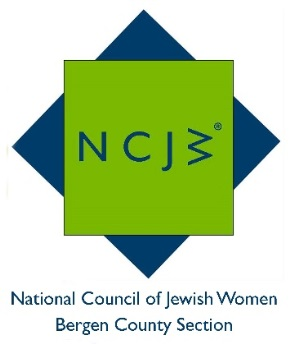 NCJW®
National Council of Jewish Women
Bergen County Section